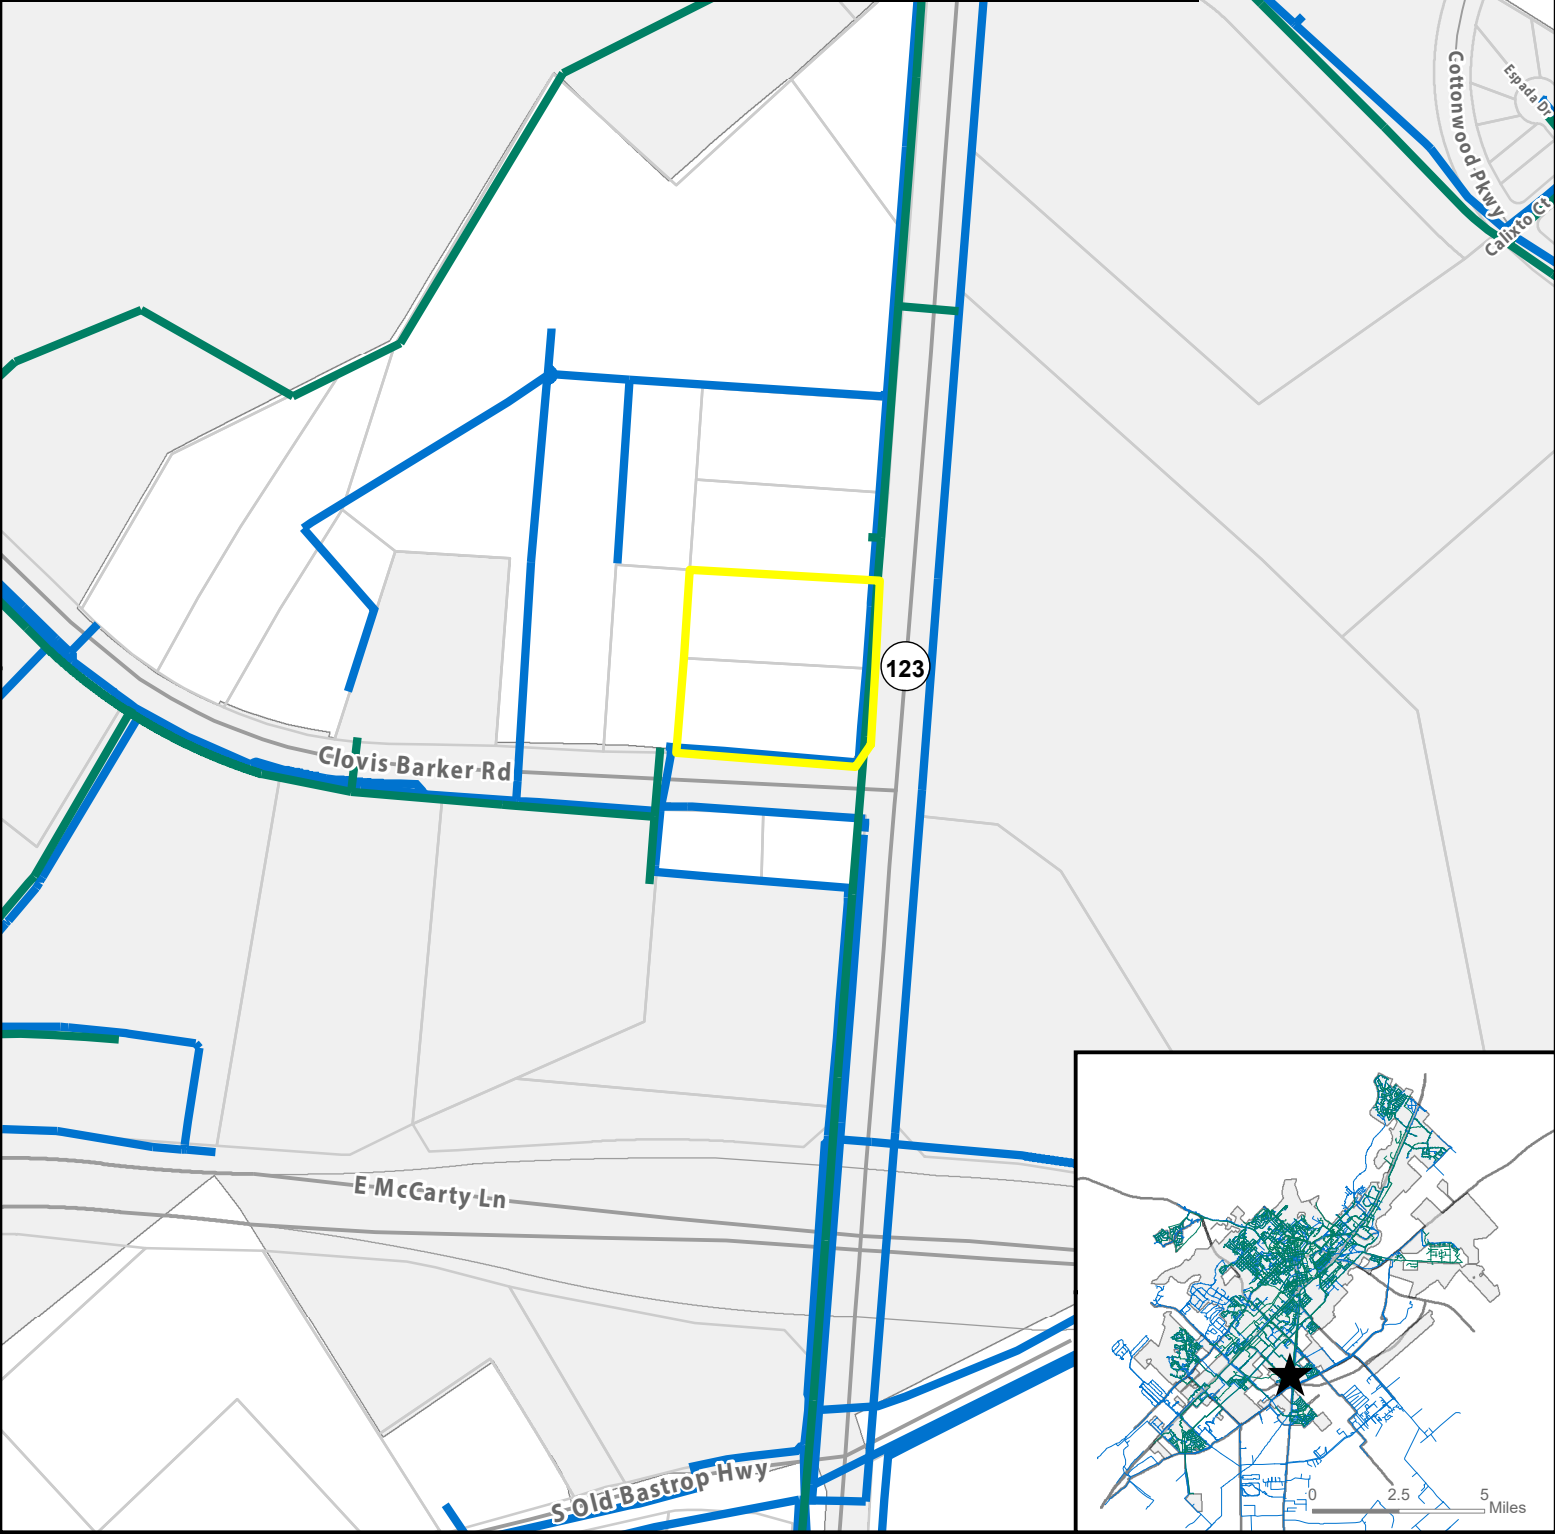 Cottonwood Pkwy
Espada Dr
Calixto Ct
123
Clovis Barker Rd
E McCarty Ln
S Old Bastrop Hwy
0 2.5 5
Miles